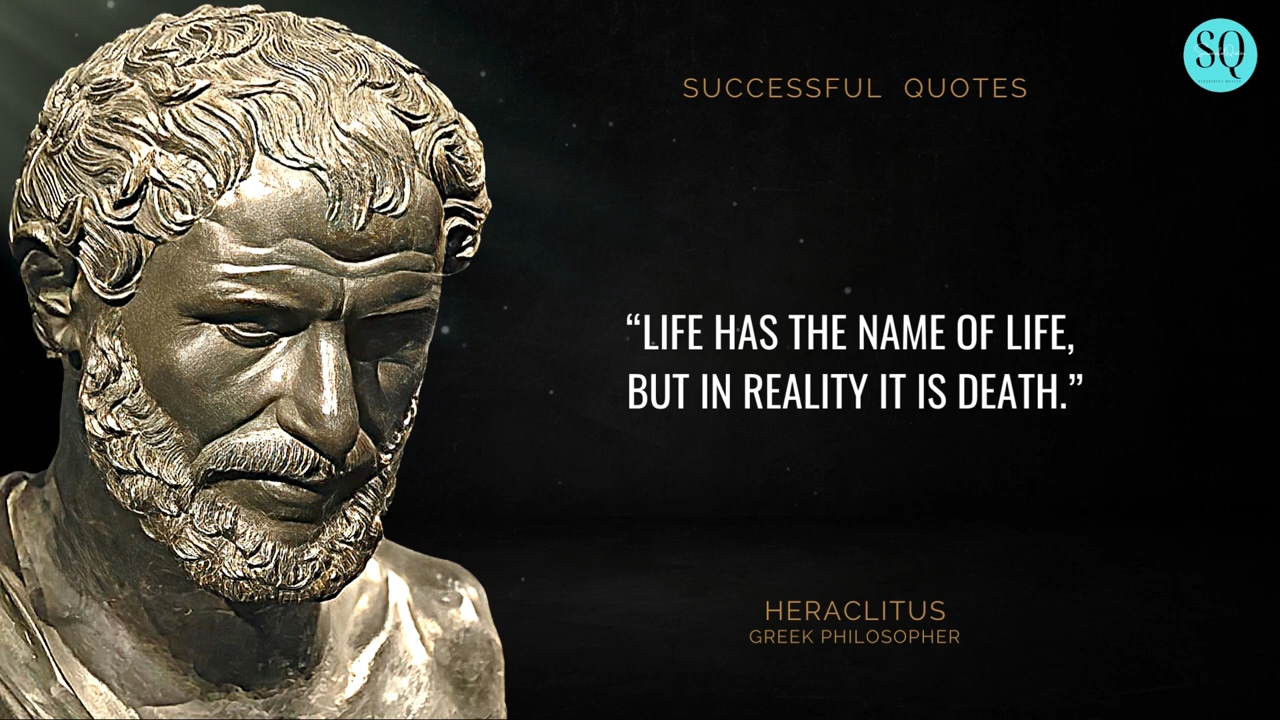 SUCCESSFUL QUOTES
SQ
“LIFE HAS THE NAME OF LIFE,
BUT IN REALITY IT IS DEATH.”
HERACLITUS
GREEK PHILOSOPHER